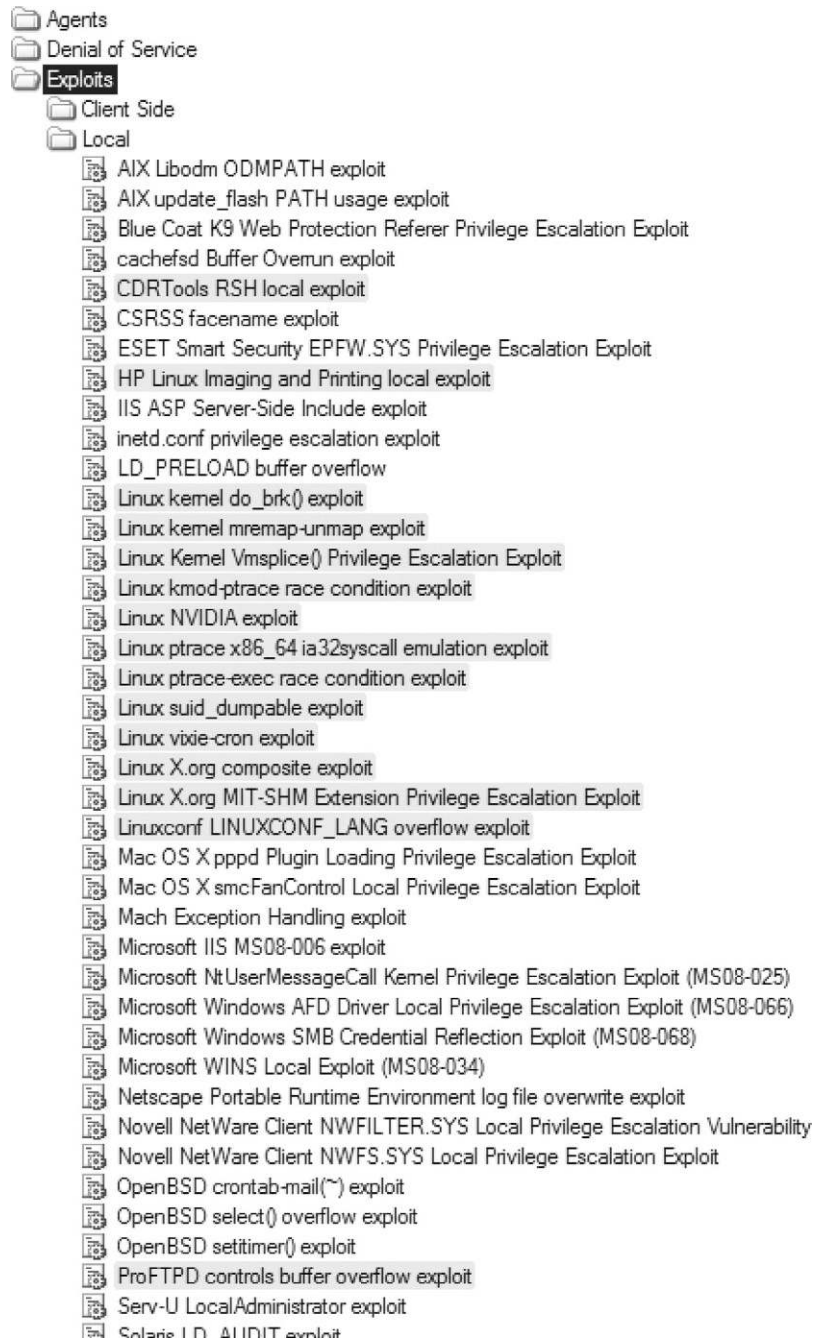 Agents
Denial of Service
Exploits
Client Side
Local
AIX Libodm ODMPATH exploit
AIX update_flash PATH usage exploit
Blue Coat K9 Web Protection Referer Privilege Escalation Exploit
cachefsd Buffer Overrun exploit
CDRTools RSH local exploit
CSRSS facename exploit
ESET Smart Security EPFW.SYS Privilege Escalation Exploit
HP Linux Imaging and Printing local exploit
IIS ASP Server-Side Include exploit
inetd.conf privilege escalation exploit
LD_PRELOAD buffer overflow
Linux kernel do_brk() exploit
Linux kernel mremap-unmap exploit
Linux Kernel Vmsplice() Privilege Escalation Exploit
Linux kmod-ptrace race condition exploit
Linux NVIDIA exploit
Linux ptrace x86_64 ia32syscall emulation exploit
Linux ptrace-exec race condition exploit
Linux suid_dumpable exploit
Linux vixie-cron exploit
Linux X.org composite exploit
Linux X.org MIT-SHM Extension Privilege Escalation Exploit
Linuxconf LINUXCONF_LANG overflow exploit
Mac OS X pppd Plugin Loading Privilege Escalation Exploit
Mac OS X smcFanControl Local Privilege Escalation Exploit
Mach Exception Handling exploit
Microsoft IIS MS08-006 exploit
Microsoft NtUserMessageCall Kernel Privilege Escalation Exploit (MS08-025)
Microsoft Windows AFD Driver Local Privilege Escalation Exploit (MS08-066)
Microsoft Windows SMB Credential Reflection Exploit (MS08-068)
Microsoft WINS Local Exploit (MS08-034)
Netscape Portable Runtime Environment log file overwrite exploit
Novell NetWare Client NWFILTER.SYS Local Privilege Escalation Vulnerability
Novell NetWare Client NWFS.SYS Local Privilege Escalation Exploit
OpenBSD crontab-mail(~) exploit
OpenBSD select() overflow exploit
OpenBSD setitimer() exploit
ProFTPD controls buffer overflow exploit
Serv-U LocalAdministrator exploit
Solaris LD_AUDIT exploit